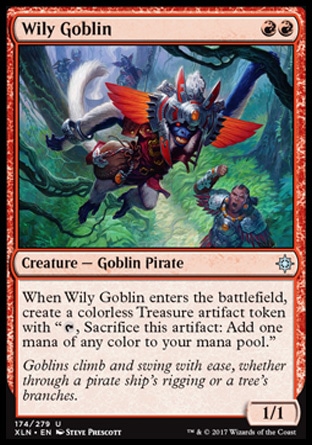 Wily Goblin
Creature — Goblin Pirate
When Wily Goblin enters the battlefield,
create a colorless Treasure artifact token
with “, Sacrifice this artifact: Add one
mana of any color to your mana pool.”
Goblins climb and swing with ease, whether
through a pirate ship’s rigging or a tree’s
branches.
1/1
174/279 U
XLN • EN STEVE PRESCOTT
™ & © 2017 Wizards of the Coast